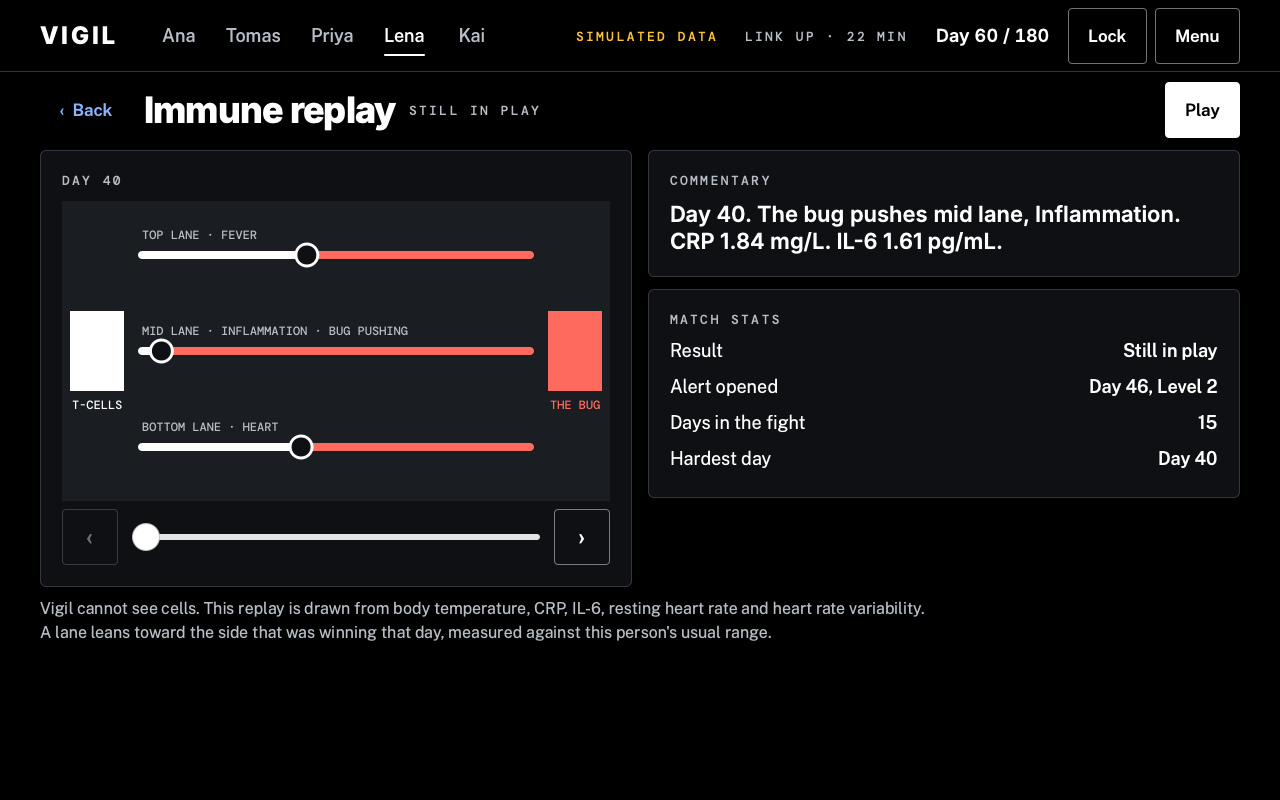 VIGIL
Ana
Tomas
Priya
Lena
Kai
SIMULATED DATA
LINK UP · 22 MIN
Day 60 / 180
Lock
Menu
‹ Back
Immune replay
STILL IN PLAY
Play
DAY 40
TOP LANE · FEVER
MID LANE · INFLAMMATION · BUG PUSHING
T-CELLS
THE BUG
BOTTOM LANE · HEART
‹
›
COMMENTARY
Day 40. The bug pushes mid lane, Inflammation.
CRP 1.84 mg/L. IL-6 1.61 pg/mL.
MATCH STATS
Result Still in play
Alert opened Day 46, Level 2
Days in the fight 15
Hardest day Day 40
Vigil cannot see cells. This replay is drawn from body temperature, CRP, IL-6, resting heart rate and heart rate variability.
A lane leans toward the side that was winning that day, measured against this person's usual range.